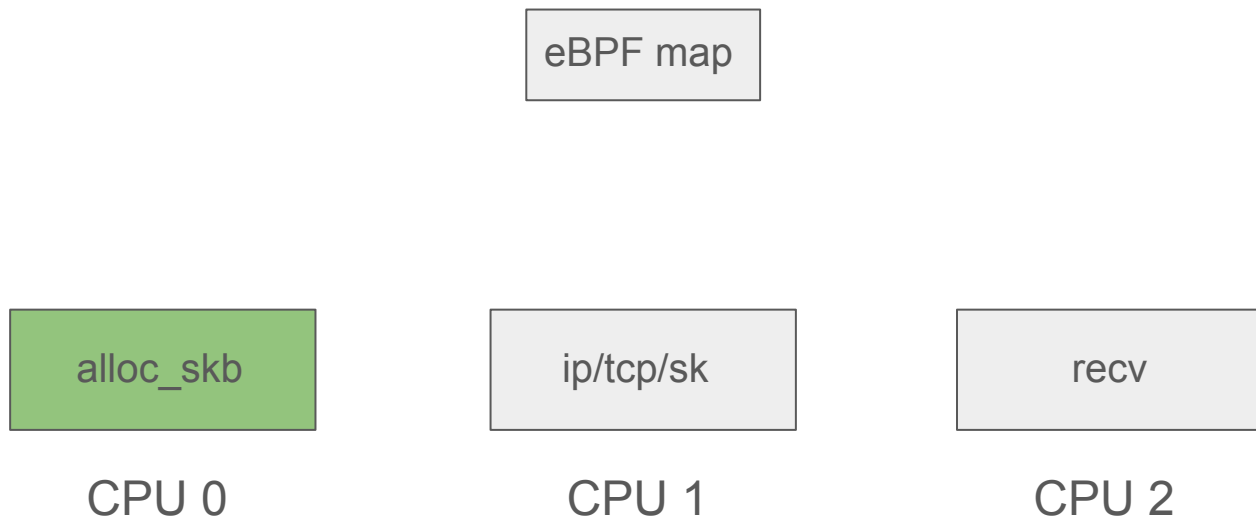 eBPF map
alloc_skb
ip/tcp/sk
recv
CPU 0
CPU 1
CPU 2